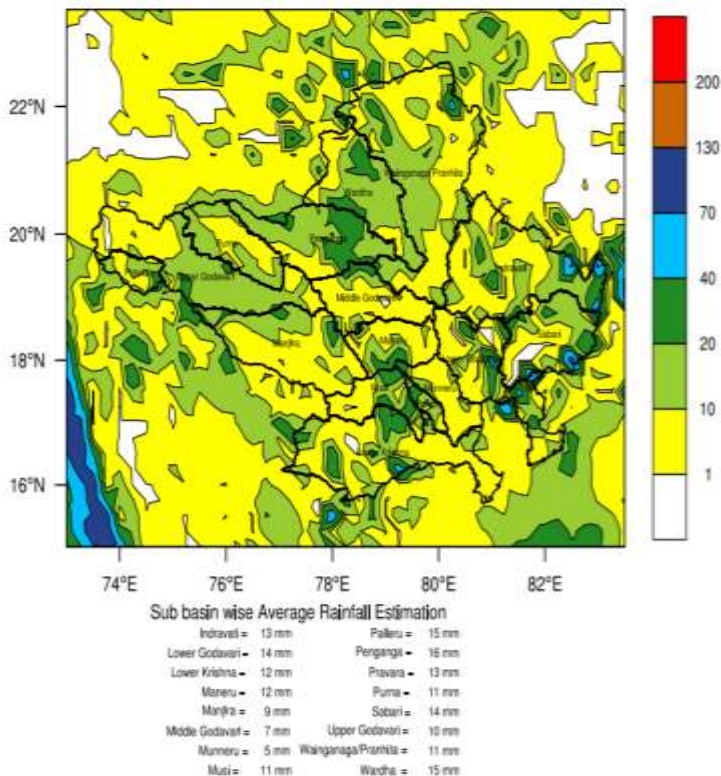 22°N
20°N
18°N
16°N
74°E 76°E 78°E 80°E 82°E
200
130
70
40
20
10
1
Wainganaga Pranhita
Wardha
Middle Godavari
Sabari
Manjira
Sub basin wise Average Rainfall Estimation
Indravati = 13 mm Palleru = 15 mm
Lower Godavari = 14 mm Penganga = 16 mm
Lower Krishna = 12 mm Pravara = 13 mm
Maneru = 12 mm Purna = 11 mm
Manjira = 9 mm Sabari = 14 mm
Middle Godavari = 7 mm Upper Godavari = 10 mm
Munneru = 5 mm Wainganaga/Pranhita = 11 mm
Musi = 11 mm Wardha = 15 mm